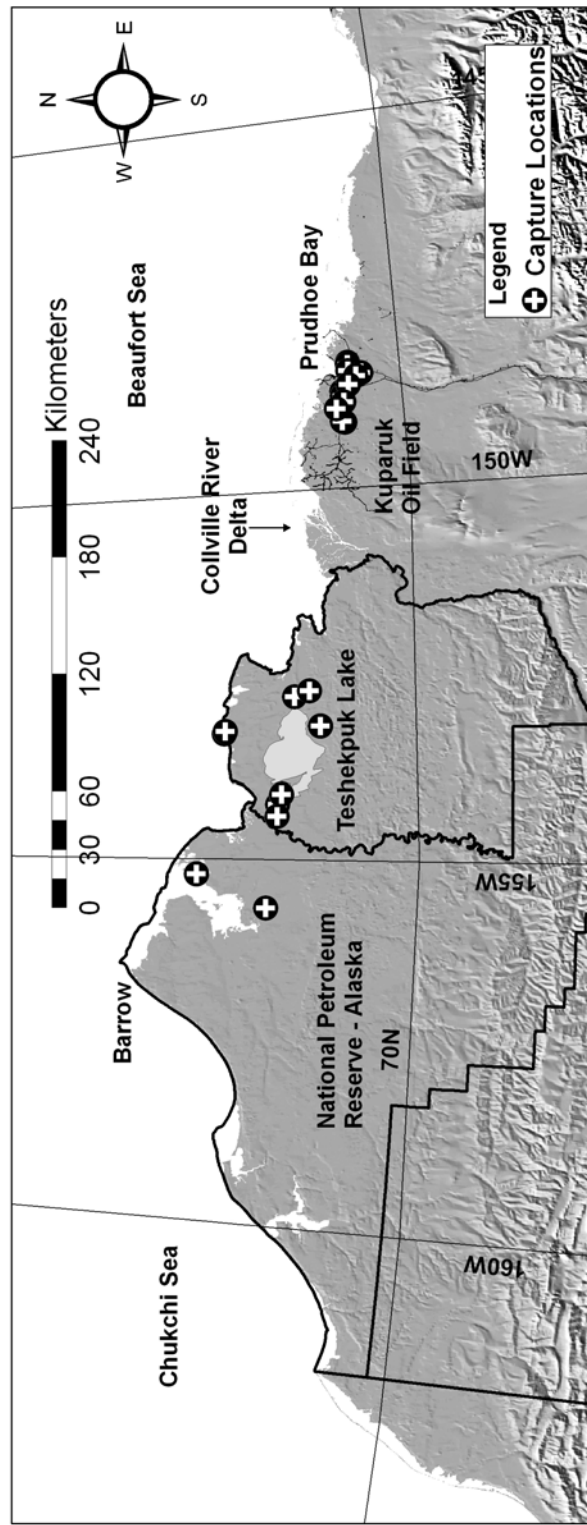 N
W E
S
Kilometers
0 30 60 120 180 240
Beaufort Sea
Chukchi Sea
Barrow
Collville River
Delta
Prudhoe Bay
Kuparuk
Oil Field
Teshekpuk Lake
National Petroleum
Reserve - Alaska
70N
160W
155W
150W
Legend
Capture Locations